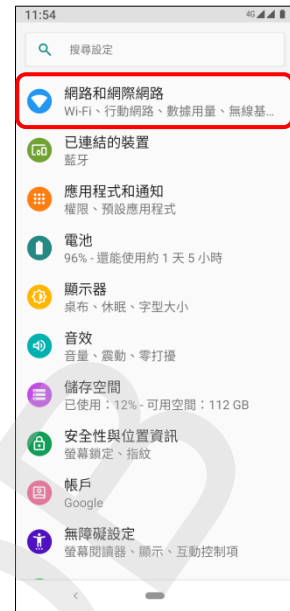 11:54
4G
搜尋設定
網路和網際網路
Wi-Fi、行動網路、數據用量、無線基...
已連結的裝置
藍牙
應用程式和通知
權限、預設應用程式
電池
96% - 還能使用約 1 天 5 小時
顯示器
桌布、休眠、字型大小
音效
音量、震動、零打擾
儲存空間
已使用：12% - 可用空間：112 GB
安全性與位置資訊
螢幕鎖定、指紋
帳戶
Google
無障礙設定
螢幕閱讀器、顯示、互動控制項